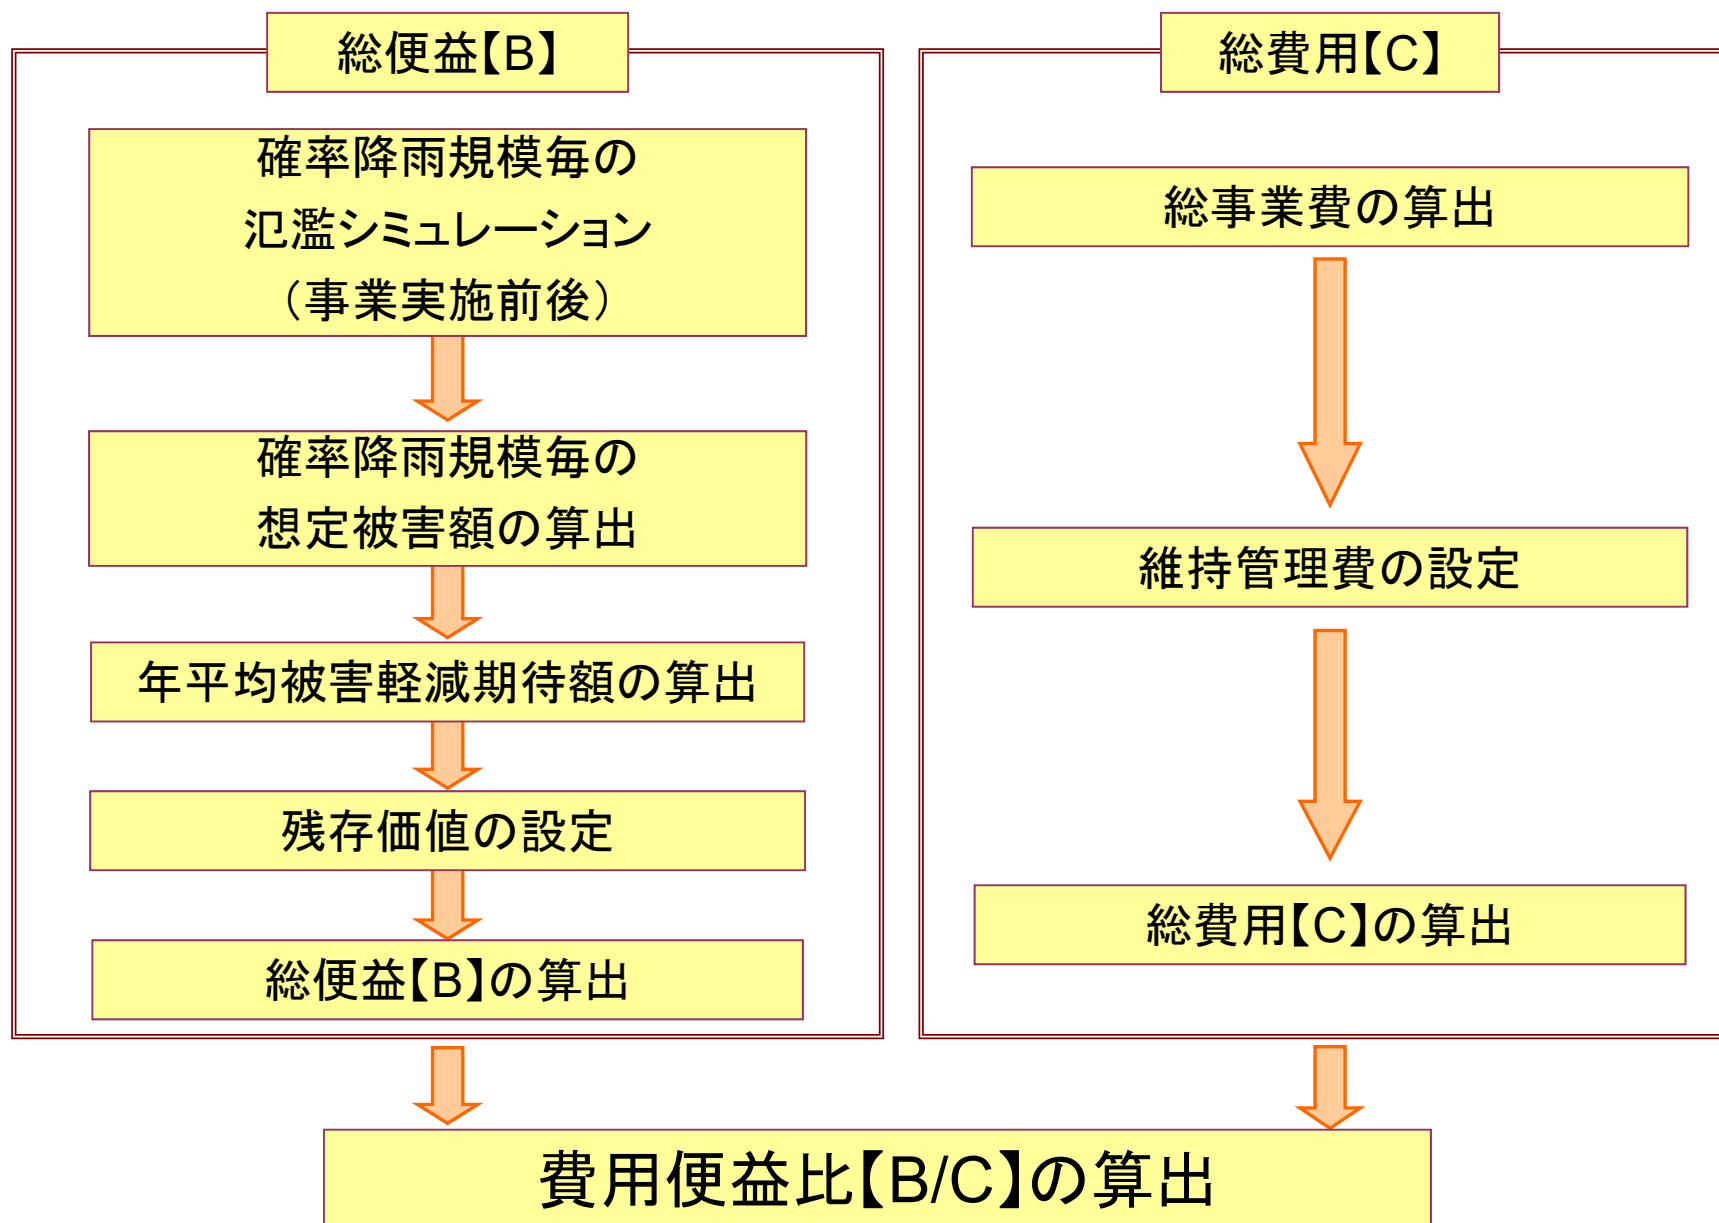 総便益【B】
確率降雨規模毎の
氾濫シミュレーション
（事業実施前後）
確率降雨規模毎の
想定被害額の算出
年平均被害軽減期待額の算出
残存価値の設定
総便益【B】の算出
総費用【C】
総事業費の算出
維持管理費の設定
総費用【C】の算出
費用便益比【B/C】の算出